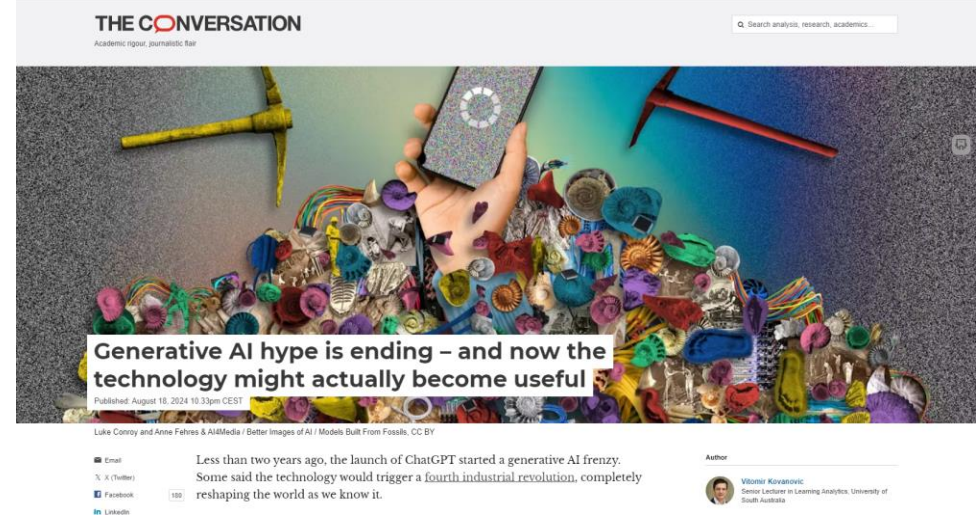 THE CONVERSATION
Academic rigour, journalistic flair
Search analysis, research, academics...
Generative AI hype is ending – and now the
technology might actually become useful
Published: August 18, 2024 10.33pm CEST
Luke Conroy and Anne Fehres & AI4Media / Better Images of AI / Models Built From Fossils, CC BY
Email
X (Twitter)
Facebook
180
LinkedIn
Less than two years ago, the launch of ChatGPT started a generative AI frenzy.
Some said the technology would trigger a fourth industrial revolution, completely
reshaping the world as we know it.
Author
Vitomir Kovanovic
Senior Lecturer in Learning Analytics, University of
South Australia